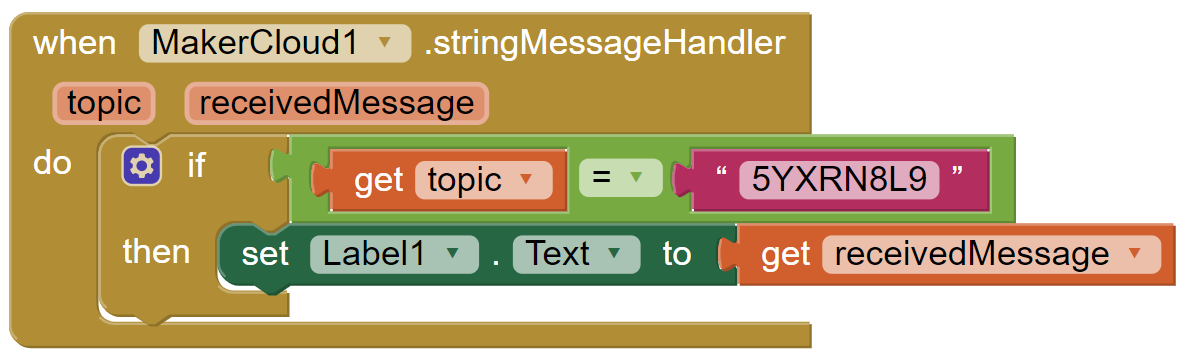 when MakerCloud1 .stringMessageHandler
topic receivedMessage
do if get topic = “ 5YXRN8L9 ”
then set Label1 . Text to get receivedMessage